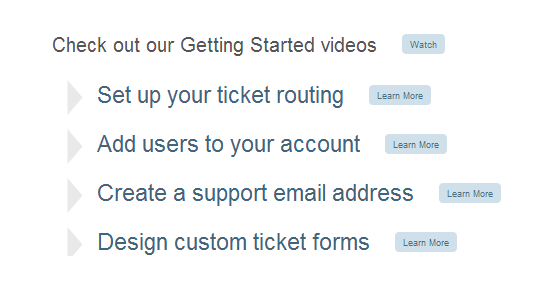 Check out our Getting Started videos Watch
Set up your ticket routing Learn More
Add users to your account Learn More
Create a support email address Learn More
Design custom ticket forms Learn More